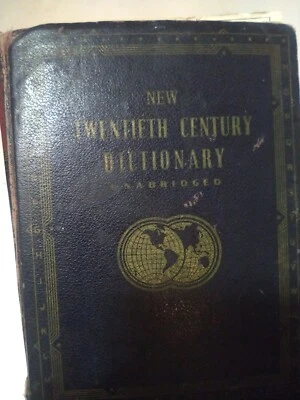 NEW
TWENTIETH CENTURY
DICTIONARY
UNABRIDGED
G
H
I
J
K
L